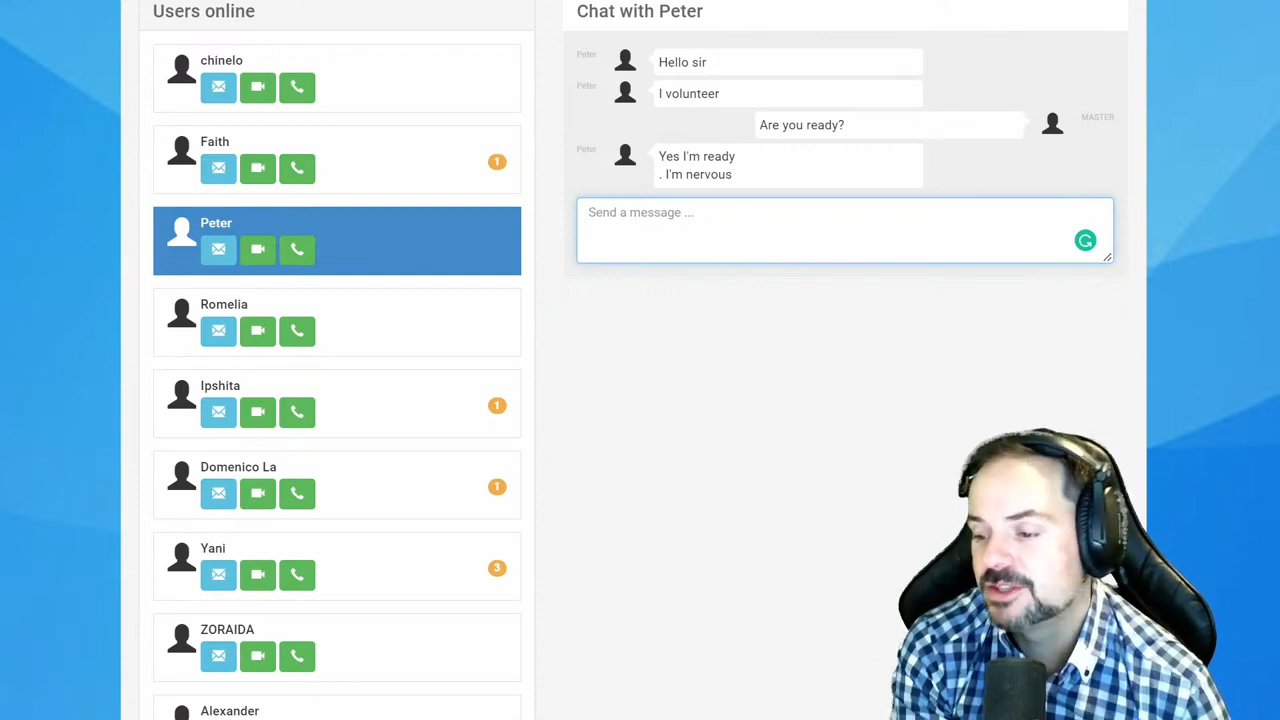 Users online
chinelo
Faith
1
Peter
Romelia
Ipshita
1
Domenico La
1
Yani
3
ZORAIDA
Alexander
Chat with Peter
Peter
Hello sir
Peter
I volunteer
Are you ready?
MASTER
Peter
Yes I'm ready
. I'm nervous
Send a message ...